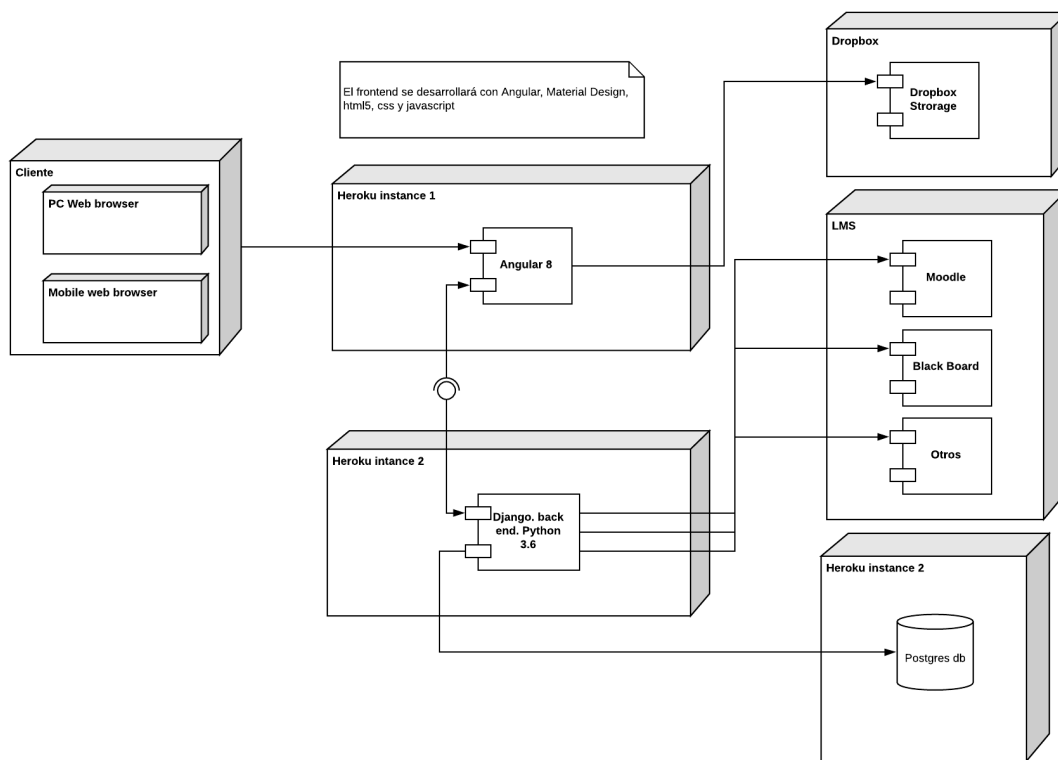 Dropbox
Dropbox
Strorage
El frontend se desarrollará con Angular, Material Design,
html5, css y javascript
Cliente
PC Web browser
Mobile web browser
Heroku instance 1
Angular 8
LMS
Moodle
Black Board
Otros
Heroku intance 2
Django. back
end. Python
3.6
Heroku instance 2
Postgres db